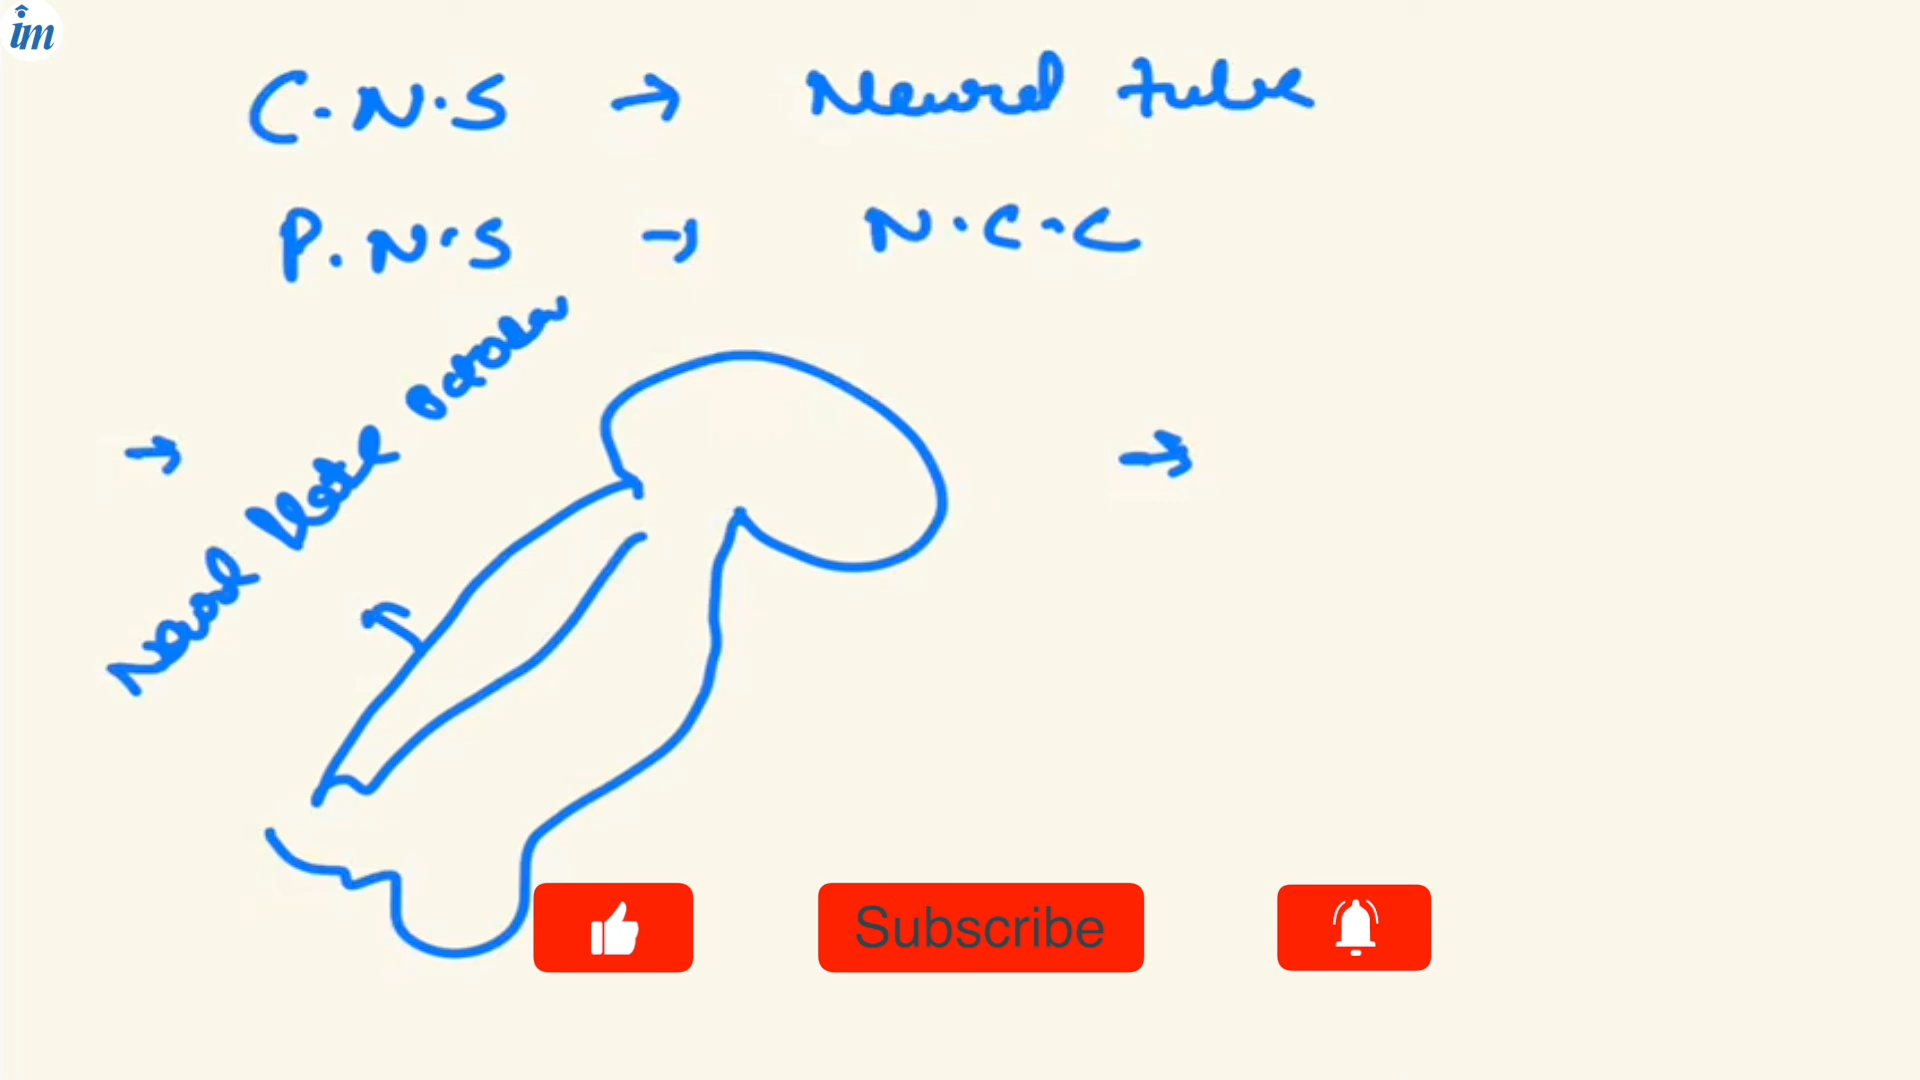 im
C.N.S → Neural tube
P.N.S → N.C.C
Neural Plate Border
→
→
Subscribe